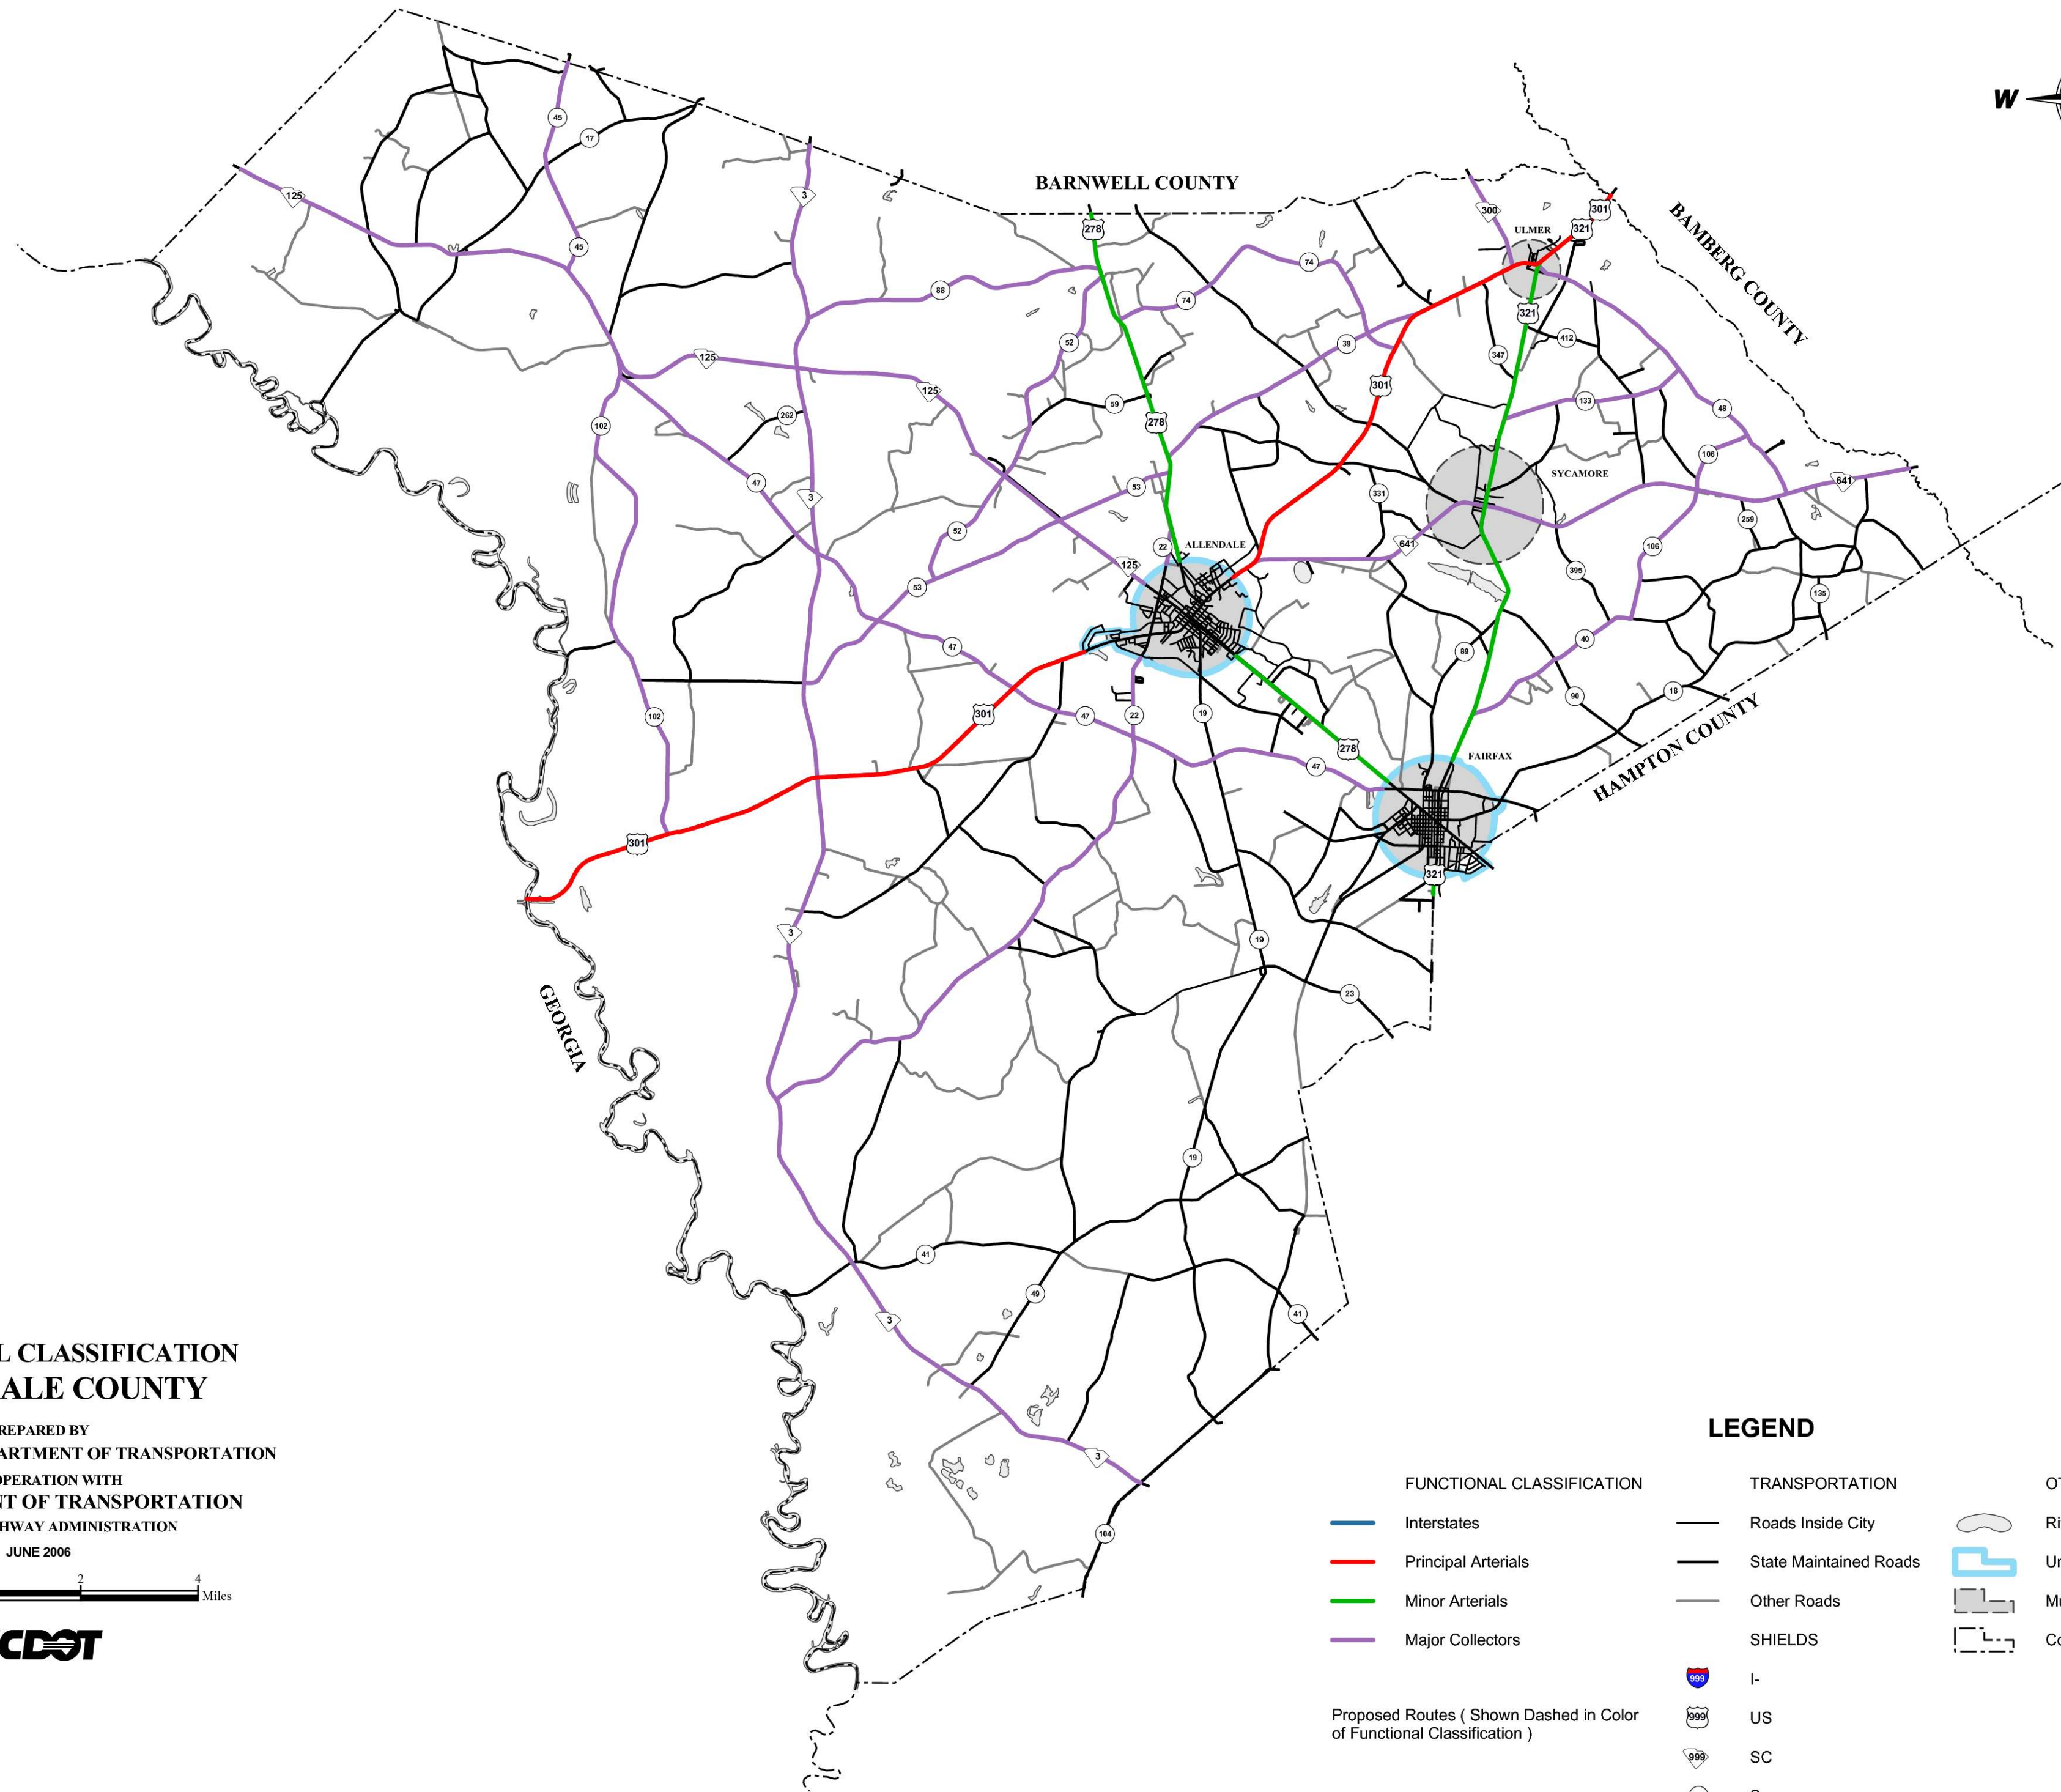 W
BARNWELL COUNTY
BAMBERG COUNTY
HAMPTON COUNTY
GEORGIA
ULMER
SYCAMORE
ALLENDALE
FAIRFAX
45
17
125
45
3
278
300
301
321
74
88
74
321
412
52
39
347
125
125
301
59
133
48
262
278
102
106
47
3
53
331
641
259
52
22
641
106
125
395
53
135
47
89
40
18
90
102
301
47
22
19
278
47
301
321
3
19
23
19
41
49
41
3
3
104
L CLASSIFICATION
ALE COUNTY
REPARED BY
ARTMENT OF TRANSPORTATION
OPERATION WITH
NT OF TRANSPORTATION
HWAY ADMINISTRATION
JUNE 2006
2 4
Miles
CDOT
LEGEND
FUNCTIONAL CLASSIFICATION
Interstates
Principal Arterials
Minor Arterials
Major Collectors
Proposed Routes ( Shown Dashed in Color
of Functional Classification )
TRANSPORTATION
Roads Inside City
State Maintained Roads
Other Roads
SHIELDS
999 I-
999 US
999 SC